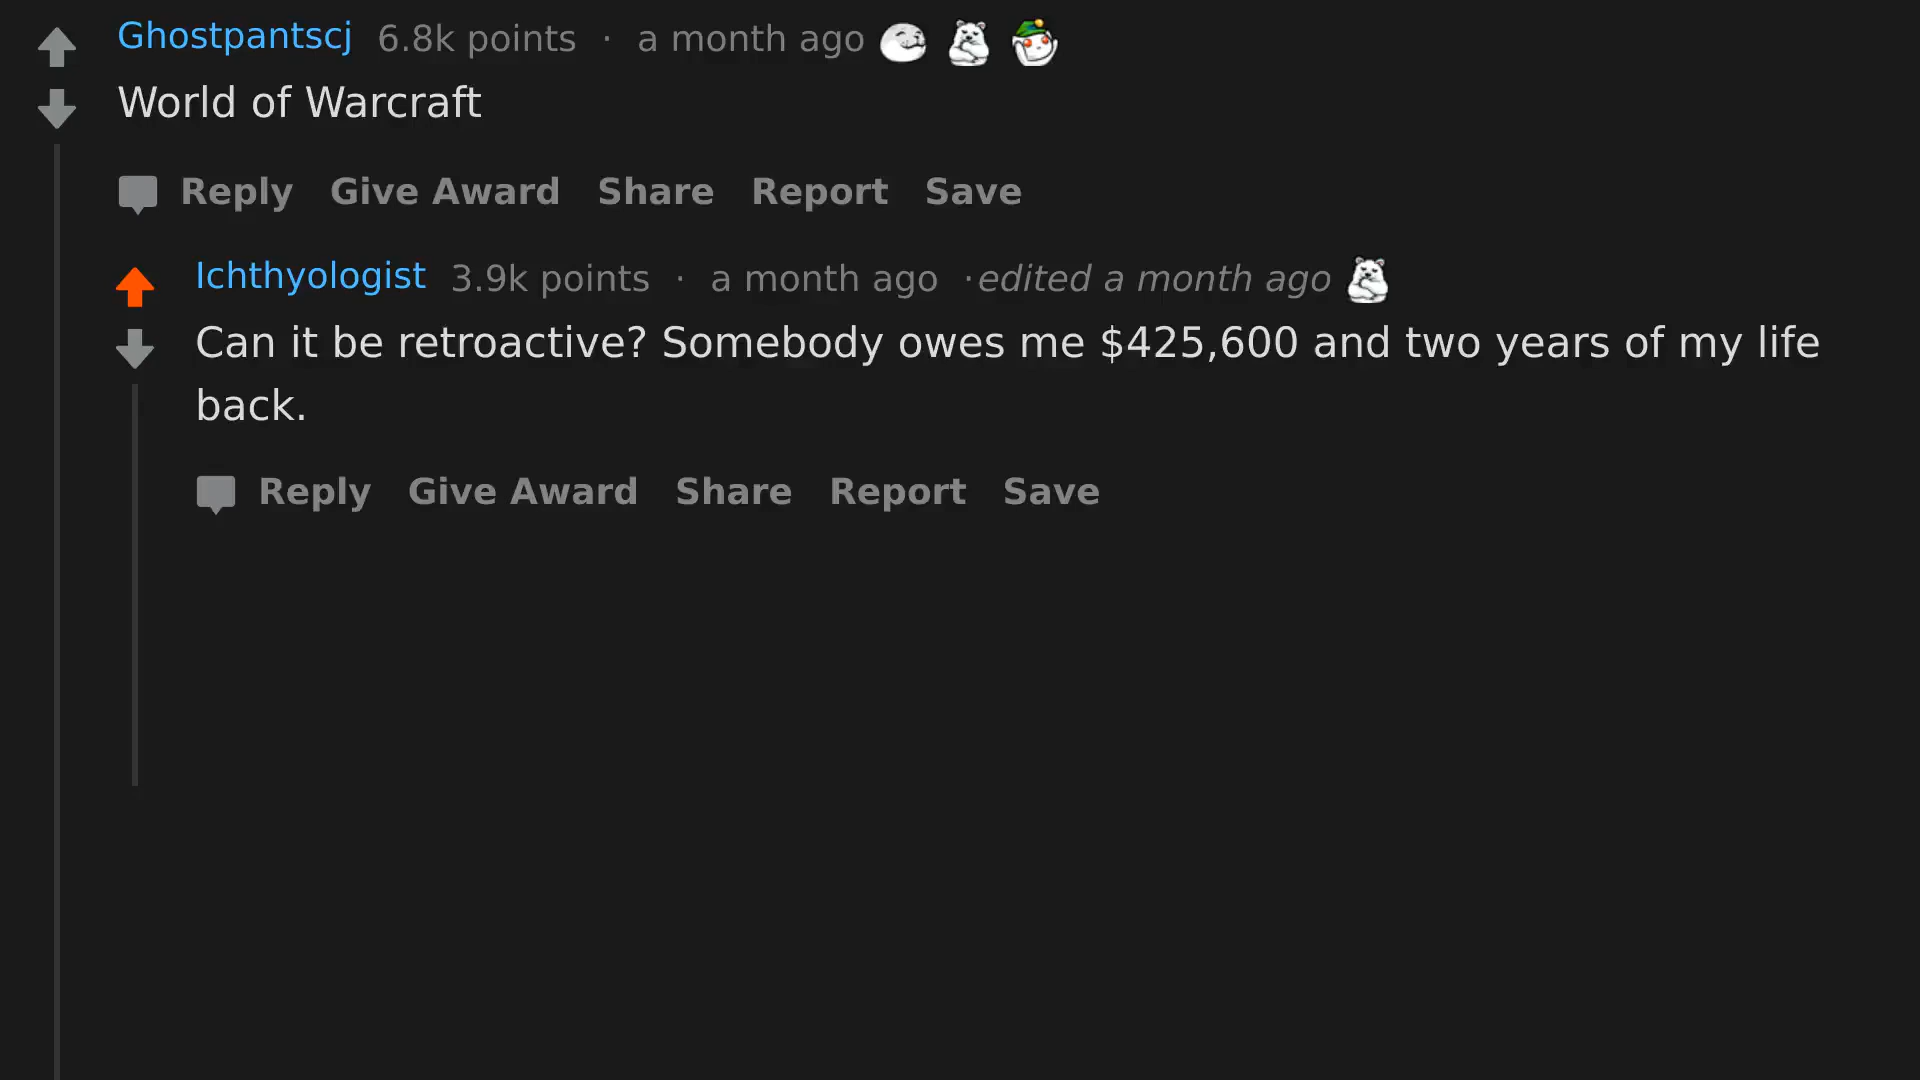 Ghostpantscj 6.8k points · a month ago
World of Warcraft
Reply Give Award Share Report Save
Ichthyologist 3.9k points · a month ago ·edited a month ago
Can it be retroactive? Somebody owes me $425,600 and two years of my life
back.
Reply Give Award Share Report Save